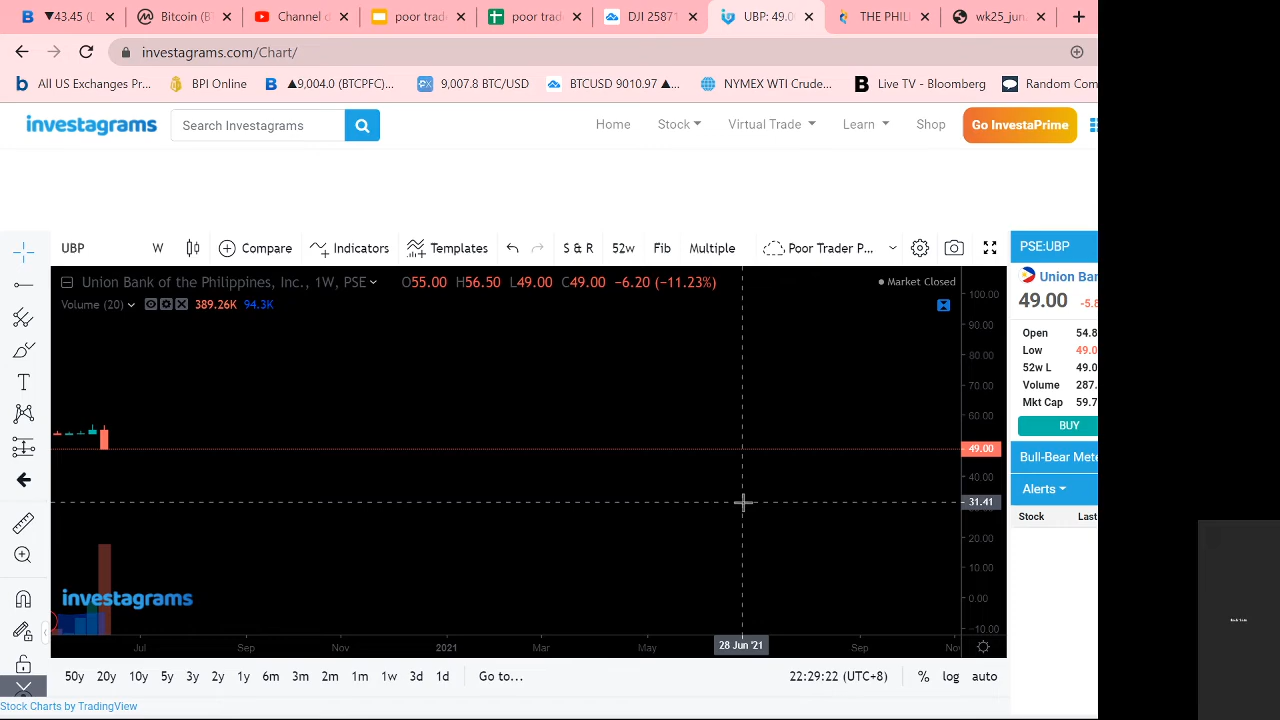 ▼43.45 (L
Bitcoin (B
Channel d
poor trad
poor trad
DJI 25871
UBP: 49.0
THE PHIL
wk25_jun.
investagrams.com/Chart/
All US Exchanges Pr...
BPI Online
▲9,004.0 (BTCPFC)...
9,007.8 BTC/USD
BTCUSD 9010.97 ▲...
NYMEX WTI Crude...
Live TV - Bloomberg
Random Com
investagrams
Search Investagrams
Home
Stock
Virtual Trade
Learn
Shop
Go InvestaPrime
UBP
W
Compare
Indicators
Templates
S & R
52w
Fib
Multiple
Poor Trader P...
PSE:UBP
Union Bank of the Philippines, Inc., 1W, PSE
O55.00 H56.50 L49.00 C49.00 −6.20 (−11.23%)
Market Closed
Volume (20)
389.26K 94.3K
Union Ban
49.00 -5.8
Open 54.8
Low 49.0
52w L 49.0
Volume 287.
Mkt Cap 59.7
BUY
Bull-Bear Mete
Alerts
Stock Last
100.00
90.00
80.00
70.00
60.00
49.00
40.00
31.41
20.00
10.00
0.00
−10.00
investagrams
Jul
Sep
Nov
2021
Mar
May
28 Jun '21
Sep
Nov
50y 20y 10y 5y 3y 2y 1y 6m 3m 2m 1m 1w 3d 1d
Go to...
22:29:22 (UTC+8)
% log auto
Stock Charts by TradingView